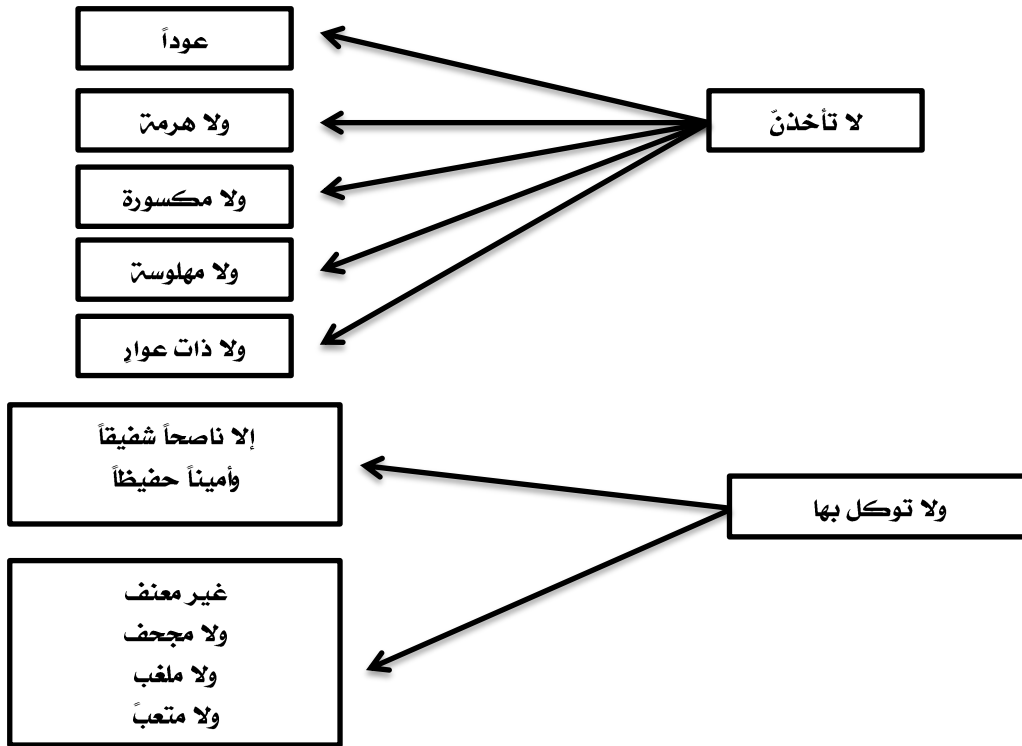 لا تأخذنّ
عوداً
ولا هرمة
ولا مكسورة
ولا مهلوسة
ولا ذات عوارٍ
ولا توكل بها
إلا ناصحاً شفيقاً
وأميناً حفيظاً
غير معنف
ولا مجحف
ولا ملغب
ولا متعبً